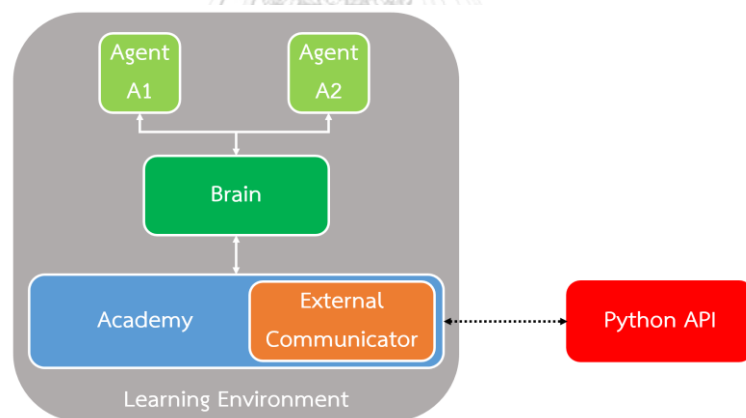 Agent
A1
Agent
A2
Brain
Academy
External
Communicator
Python API
Learning Environment